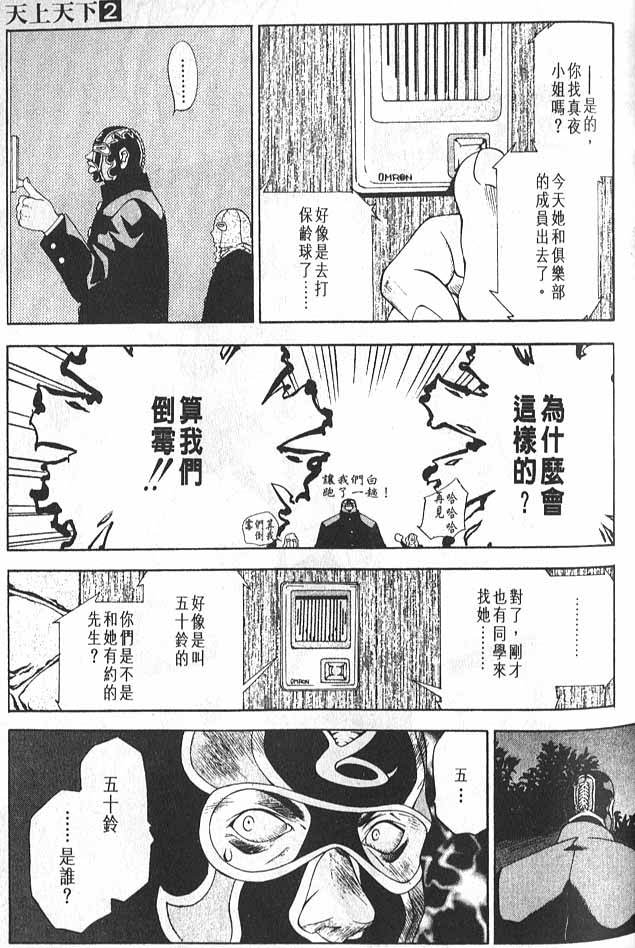 天上天下2
——是的，
你找真夜
小姐嗎？
今天她和俱樂部
的成員出去了。
OMRON
好像是去打
保齡球了……
………
為什麼會
這樣的？
哈哈哈
再見
讓我們白
跑了一趟！
算我
們倒
霉
算我們
倒霉!!
………
對了，剛才
也有同學來
找她………
OMRON
好像是叫
五十鈴的
你們是不是
和她有約的
先生？
五…
五十鈴
……是誰？